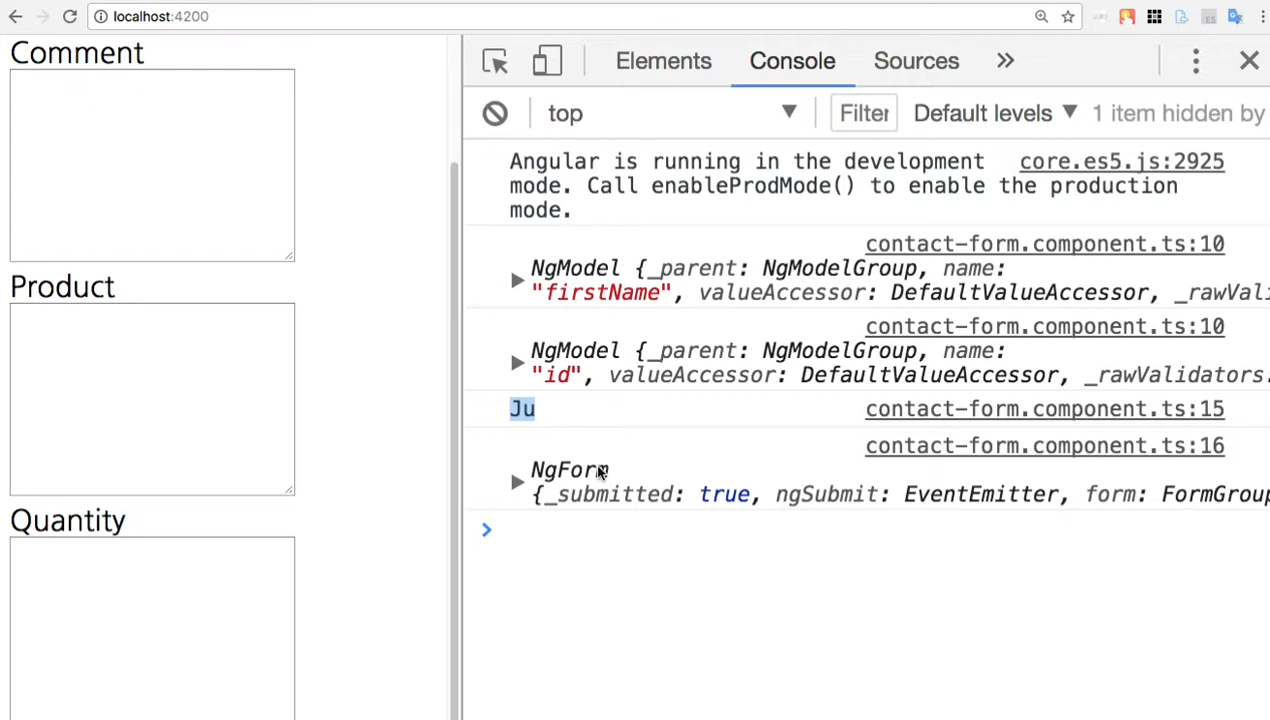 localhost:4200
Comment
Product
Quantity
Elements Console Sources
top Filter Default levels 1 item hidden by
Angular is running in the development core.es5.js:2925
mode. Call enableProdMode() to enable the production
mode.
contact-form.component.ts:10
NgModel {_parent: NgModelGroup, name:
"firstName", valueAccessor: DefaultValueAccessor, _rawVali
contact-form.component.ts:10
NgModel {_parent: NgModelGroup, name:
"id", valueAccessor: DefaultValueAccessor, _rawValidators:
Ju contact-form.component.ts:15
contact-form.component.ts:16
NgForm
{_submitted: true, ngSubmit: EventEmitter, form: FormGroup